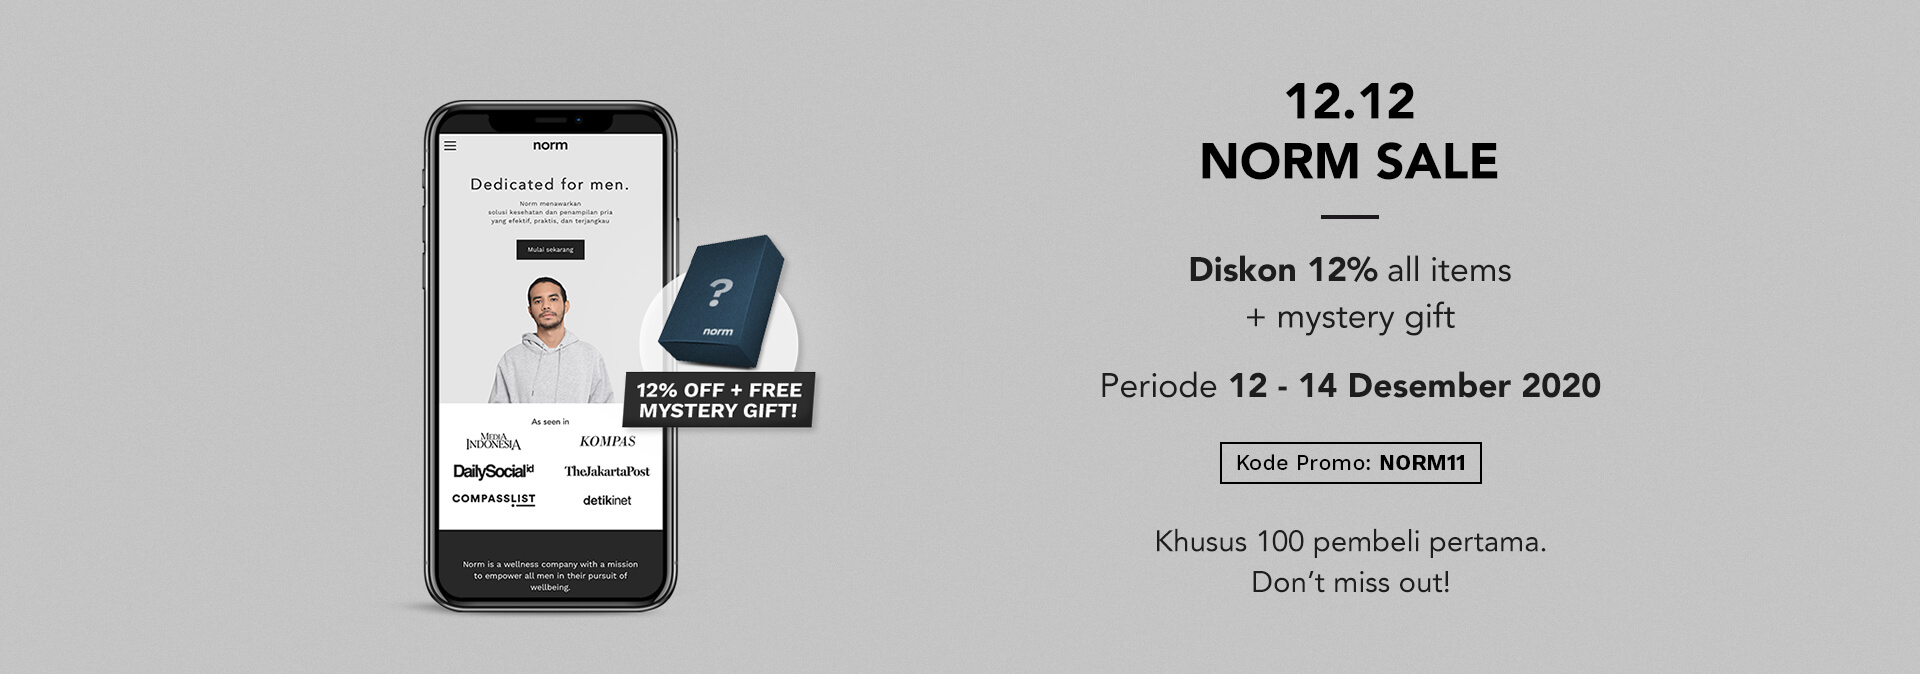 norm
Dedicated for men.
Norm menawarkan
solusi kesehatan dan penampilan pria
yang efektif, praktis, dan terjangkau
Mulai sekarang
?
norm
12% OFF + FREE
MYSTERY GIFT!
As seen in
MEDIA
INDONESIA
KOMPAS
DailySocial.id
TheJakartaPost
COMPASSLIST
detikinet
Norm is a wellness company with a mission
to empower all men in their pursuit of
wellbeing.
12.12
NORM SALE
Diskon 12% all items
+ mystery gift
Periode 12 - 14 Desember 2020
Kode Promo: NORM11
Khusus 100 pembeli pertama.
Don't miss out!